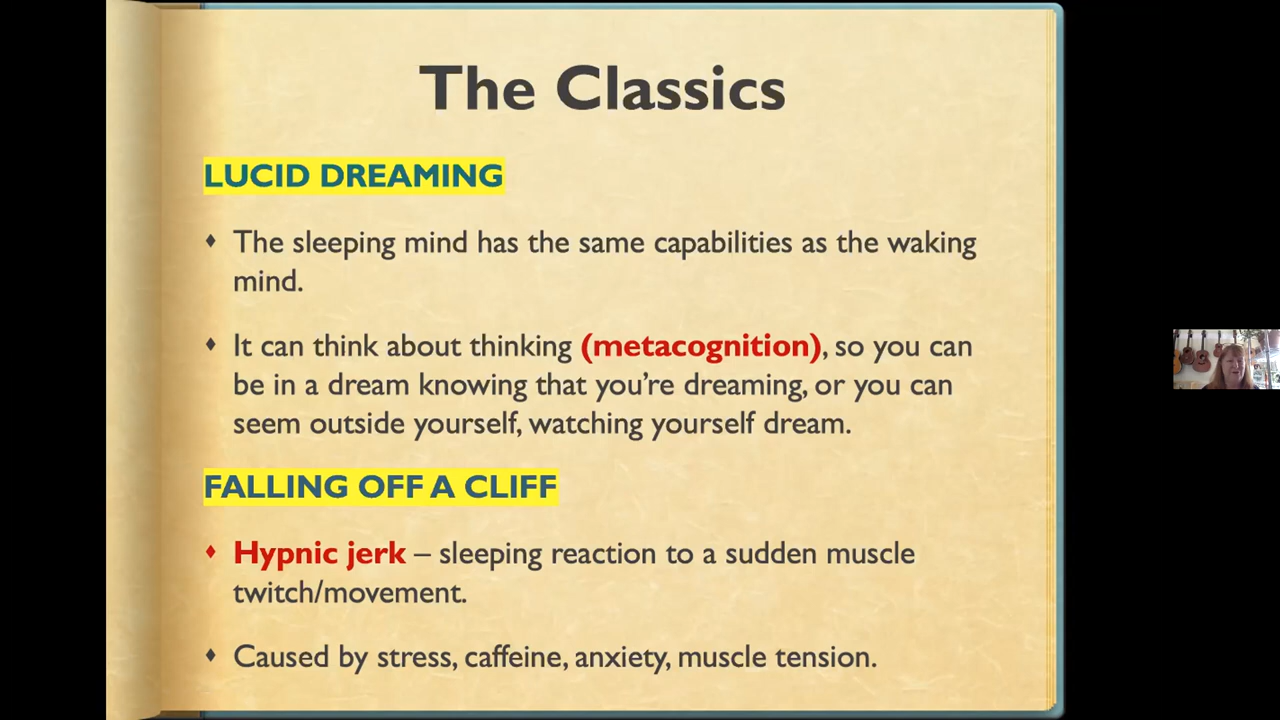 The Classics
LUCID DREAMING
♦ The sleeping mind has the same capabilities as the waking
mind.
♦ It can think about thinking (metacognition), so you can
be in a dream knowing that you're dreaming, or you can
seem outside yourself, watching yourself dream.
FALLING OFF A CLIFF
♦ Hypnic jerk – sleeping reaction to a sudden muscle
twitch/movement.
♦ Caused by stress, caffeine, anxiety, muscle tension.